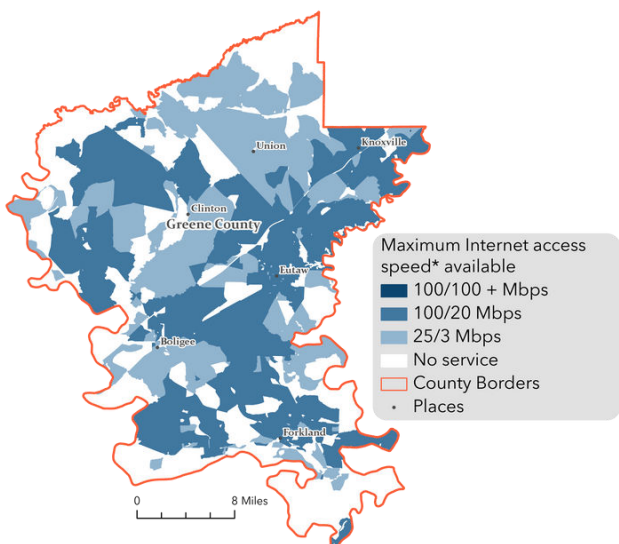 Union
Knoxville
Clinton
Greene County
Eutaw
Boligee
Forkland
Maximum Internet access
speed* available
100/100 + Mbps
100/20 Mbps
25/3 Mbps
No service
County Borders
Places
0 8 Miles